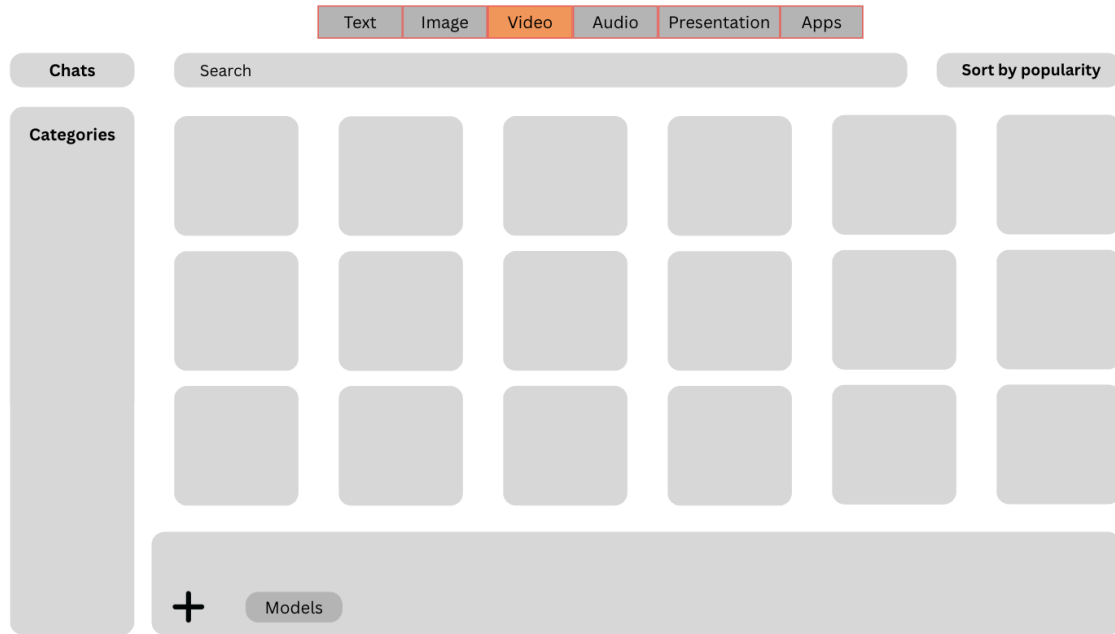 Text Image Video Audio Presentation Apps
Chats Search Sort by popularity
Categories
Models